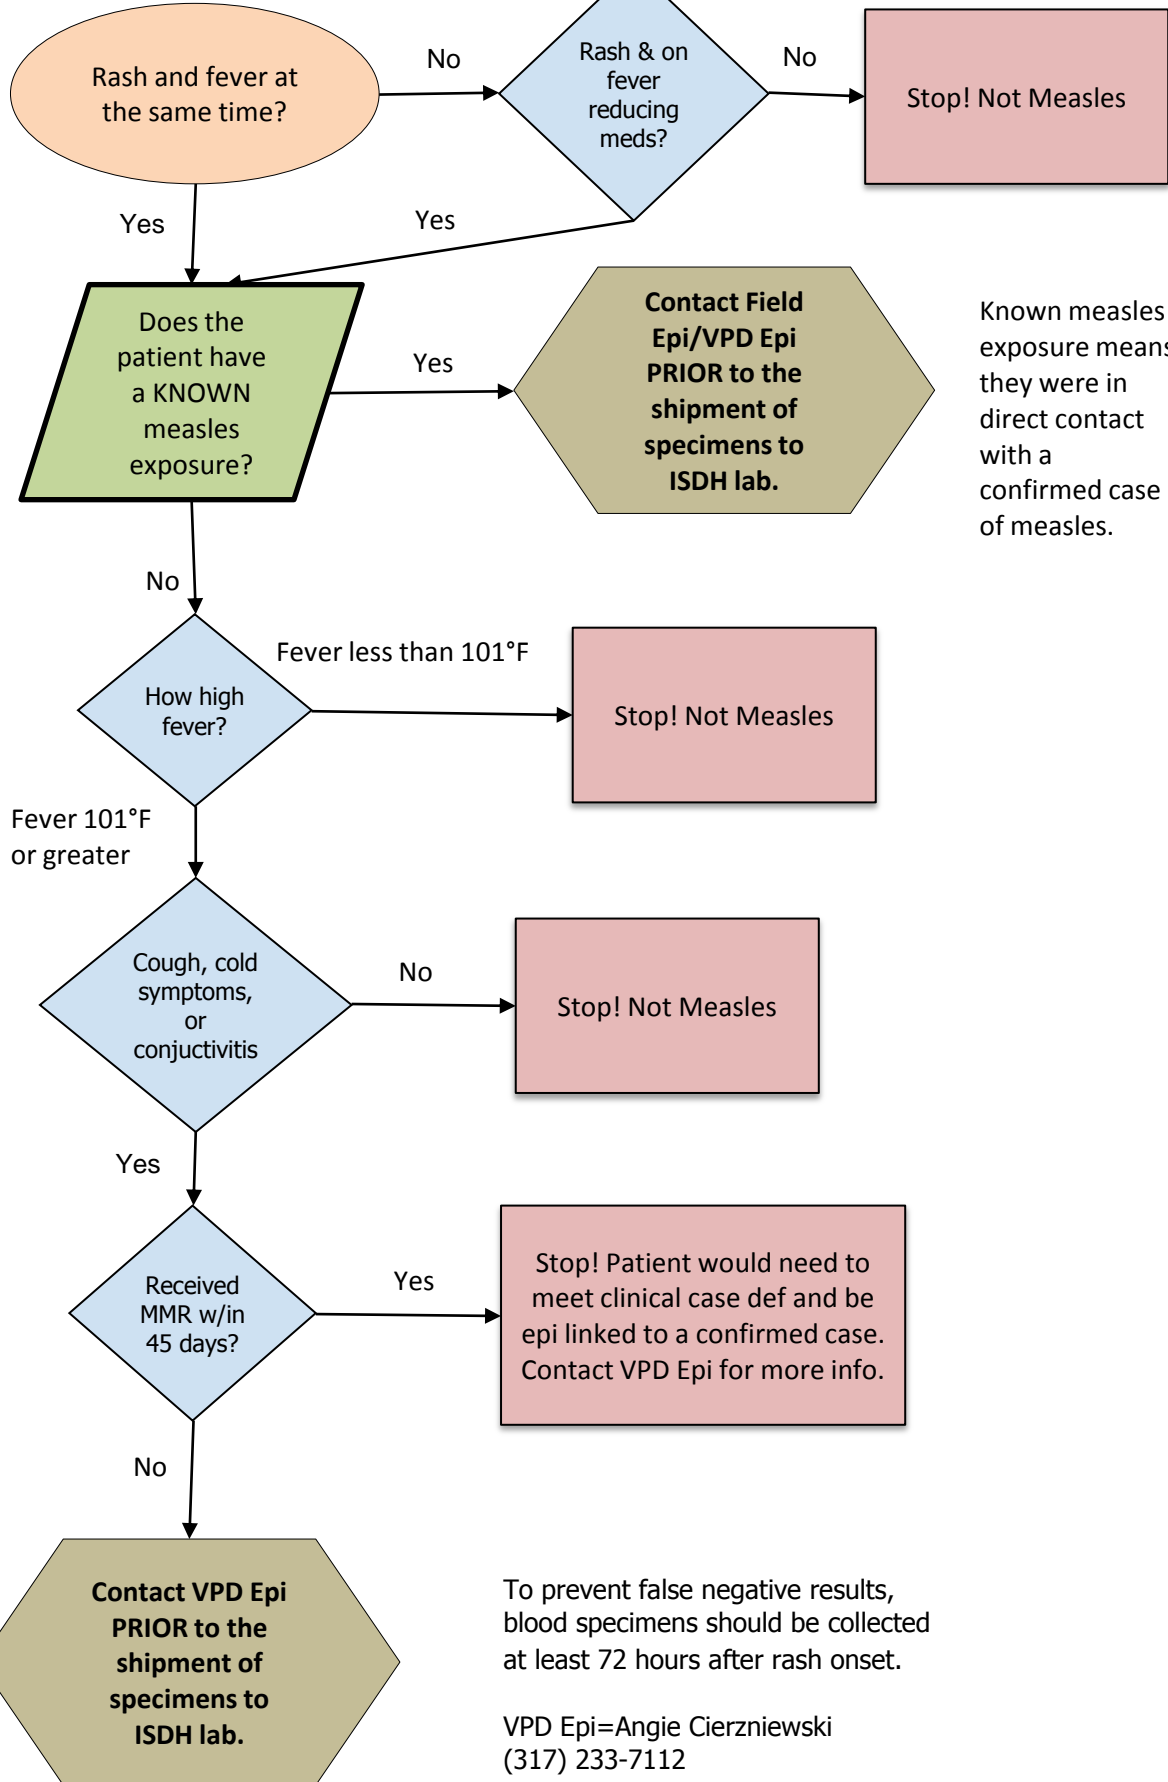 Rash and fever at
the same time?
No
Rash & on
fever
reducing
meds?
No
Stop! Not Measles
Yes
Yes
Does the
patient have
a KNOWN
measles
exposure?
Yes
Contact Field
Epi/VPD Epi
PRIOR to the
shipment of
specimens to
ISDH lab.
Known measles
exposure means
they were in
direct contact
with a
confirmed case
of measles.
No
How high
fever?
Fever less than 101°F
Stop! Not Measles
Fever 101°F
or greater
Cough, cold
symptoms,
or
conjuctivitis
No
Stop! Not Measles
Yes
Received
MMR w/in
45 days?
Yes
Stop! Patient would need to
meet clinical case def and be
epi linked to a confirmed case.
Contact VPD Epi for more info.
No
Contact VPD Epi
PRIOR to the
shipment of
specimens to
ISDH lab.
To prevent false negative results,
blood specimens should be collected
at least 72 hours after rash onset.
VPD Epi=Angie Cierzniewski
(317) 233-7112